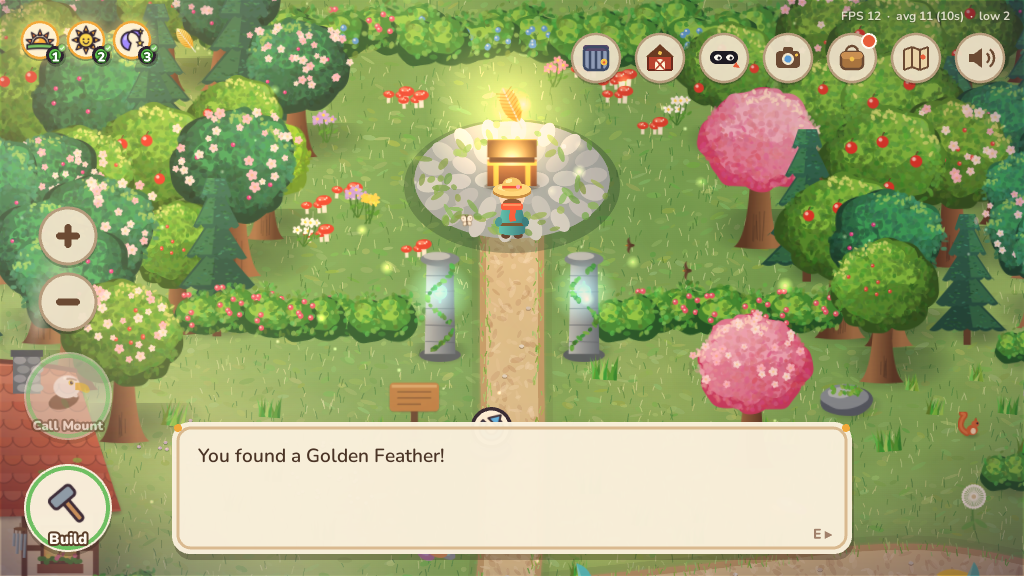 FPS 12 · avg 11 (10s) · low 2
1
2
3
Call Mount
Build
You found a Golden Feather!
E ▸